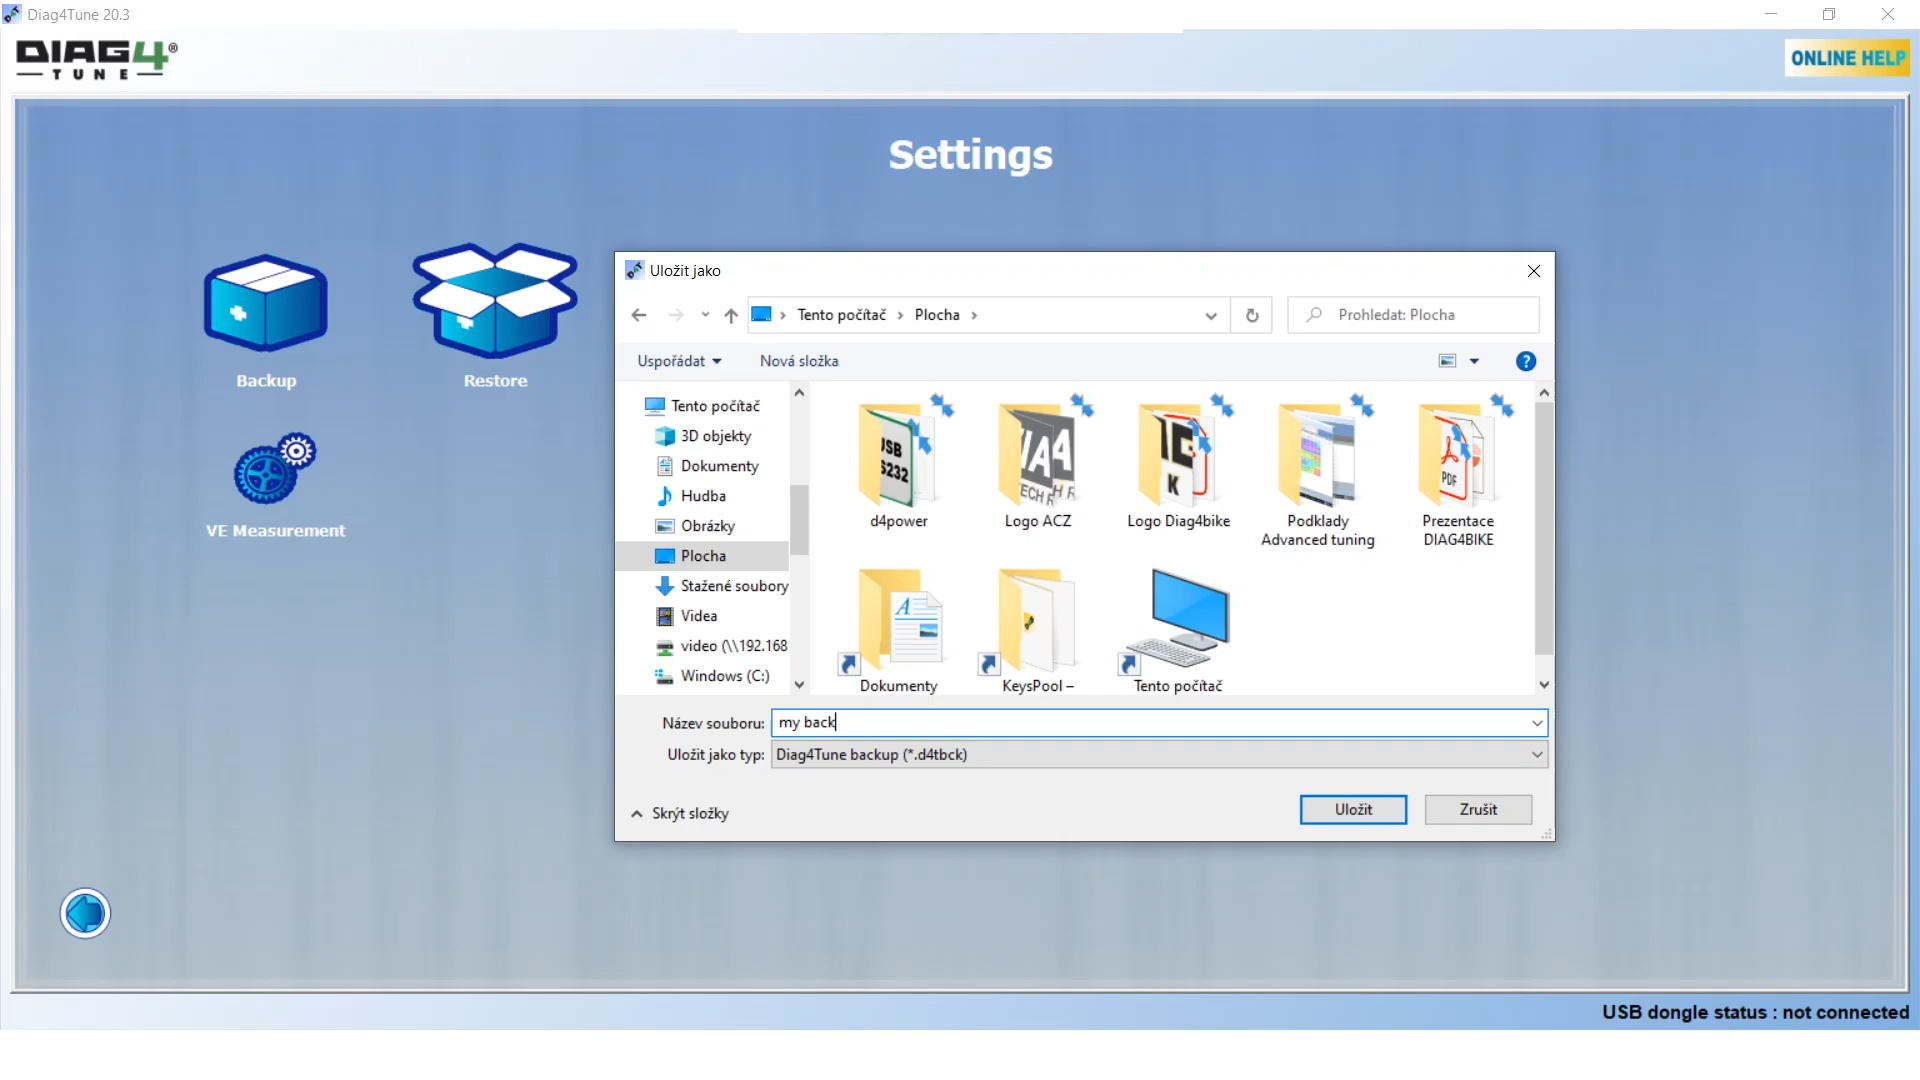 Diag4Tune 20.3
DIAG4®
TUNE
ONLINE HELP
Settings
Backup
Restore
VE Measurement
Uložit jako
Tento počítač
Plocha
Prohledat: Plocha
Uspořádat
Nová složka
?
Tento počítač
3D objekty
Dokumenty
Hudba
Obrázky
Plocha
Stažené soubory
Videa
video (\\192.168
Windows (C:)
d4power
Logo ACZ
Logo Diag4bike
Podklady
Advanced tuning
PDF
Prezentace
DIAG4BIKE
A
Dokumenty
KeysPool –
Tento počítač
Název souboru:
my back
Uložit jako typ:
Diag4Tune backup (*.d4tbck)
Skrýt složky
Uložit
Zrušit
USB dongle status : not connected